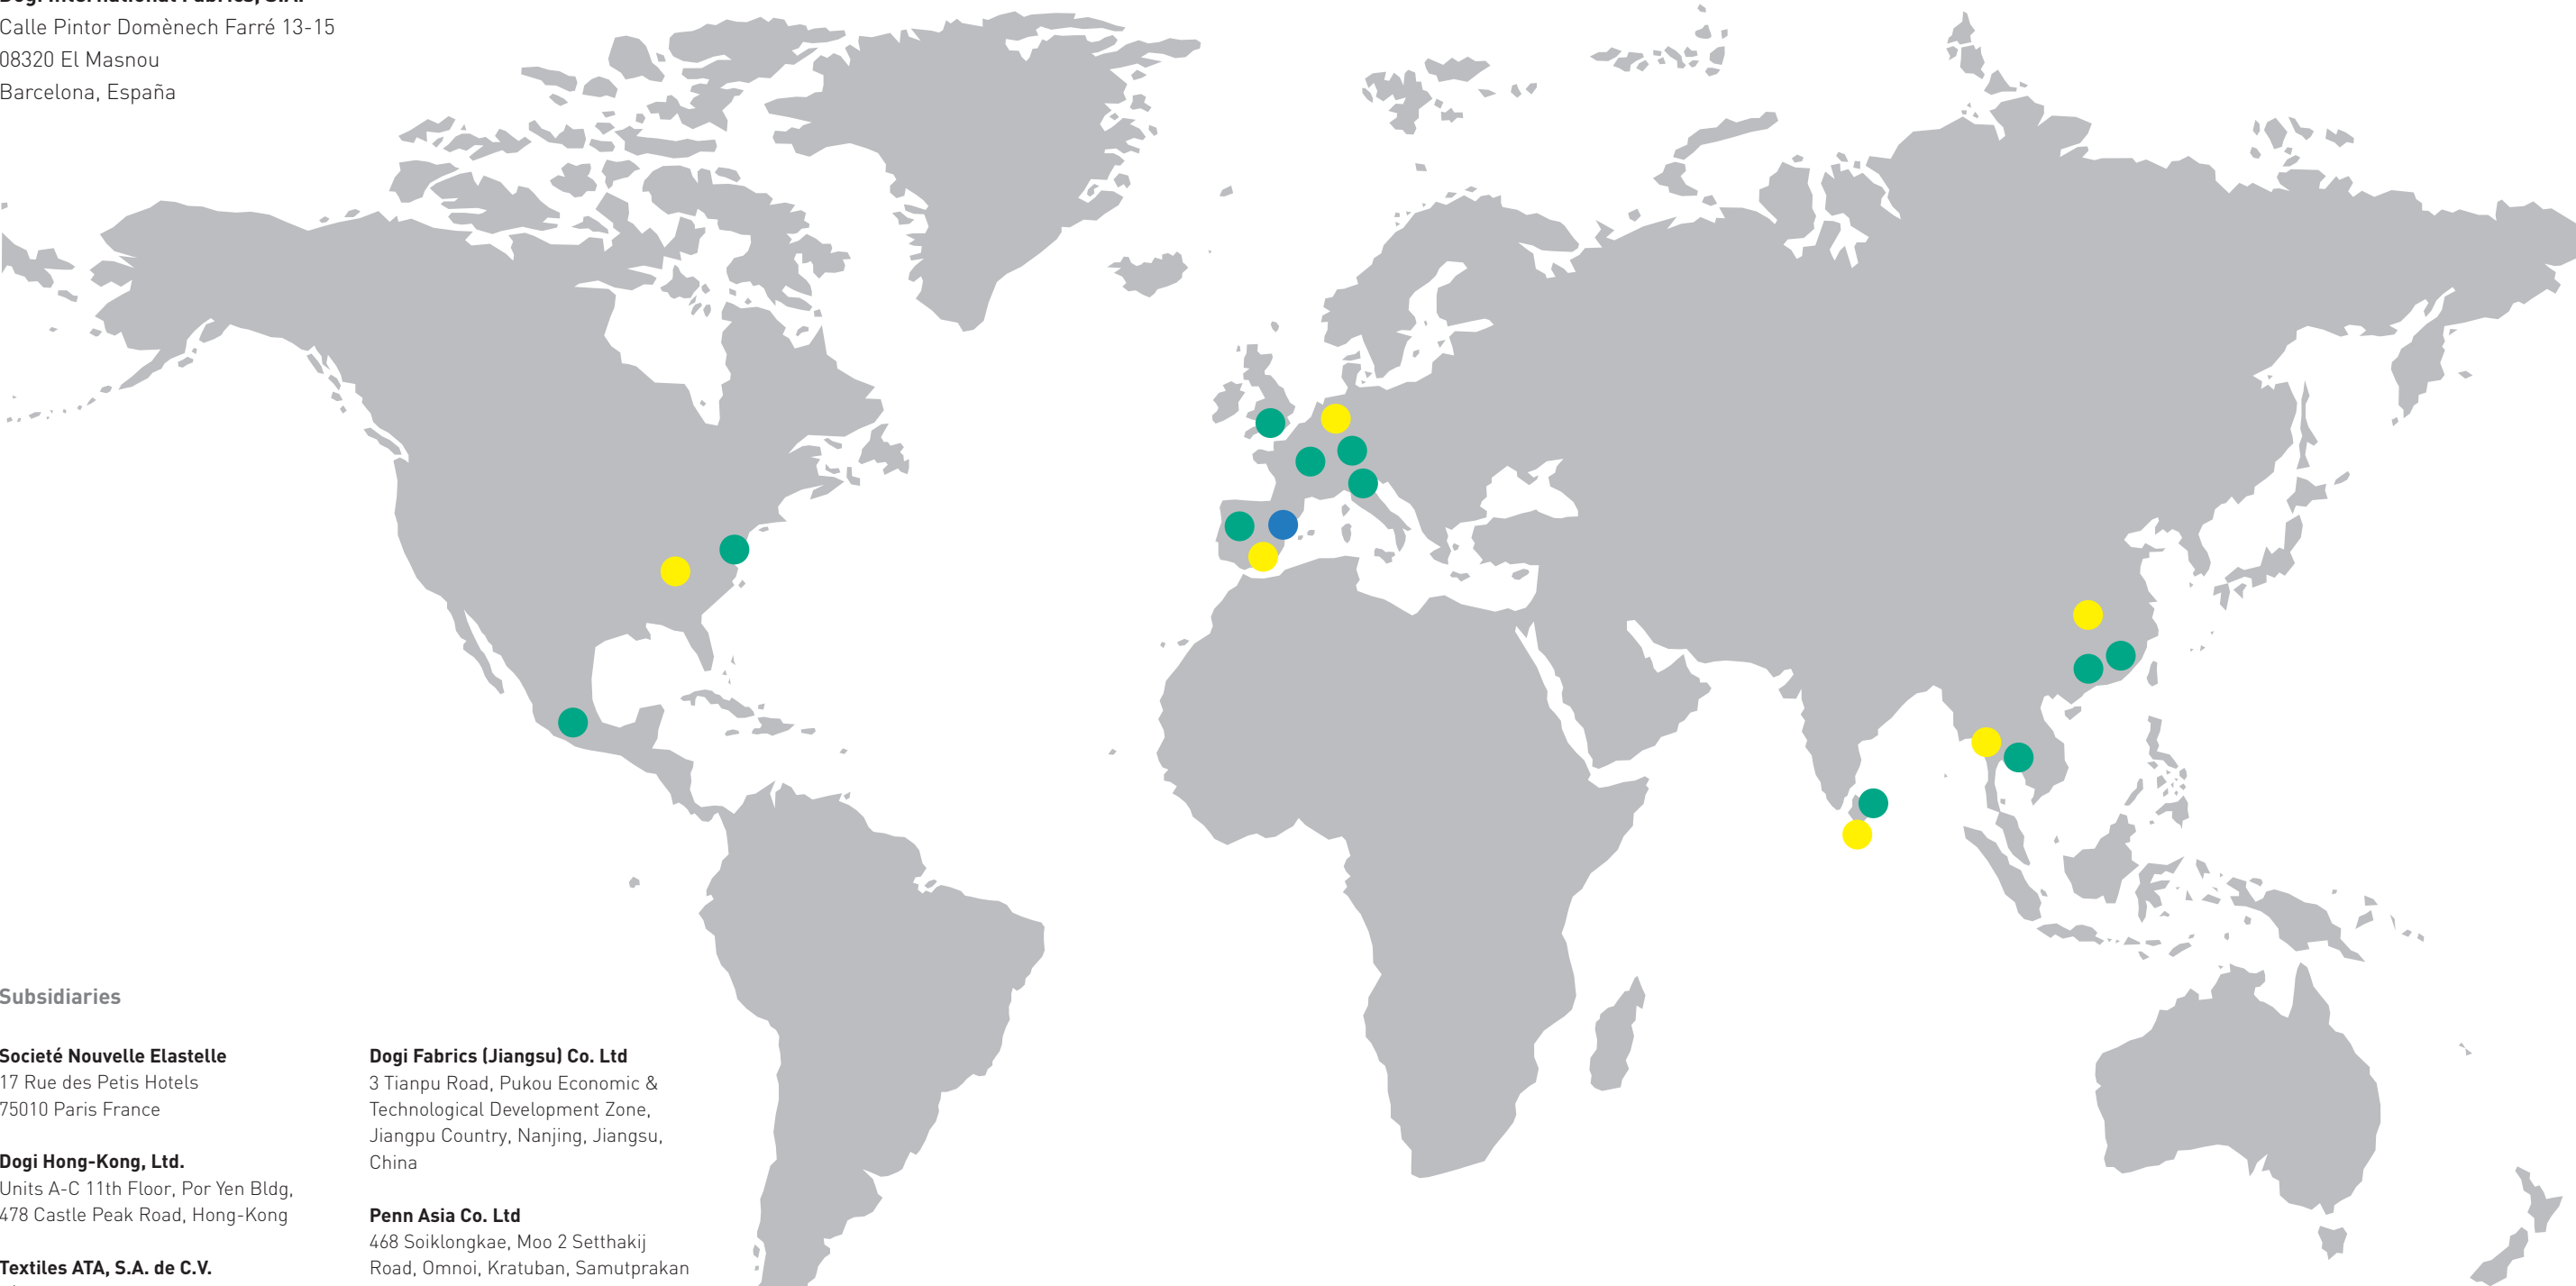 Dogi International Fabrics, S.A.
Calle Pintor Domènech Farré 13-15
08320 El Masnou
Barcelona, España
Subsidiaries
Societé Nouvelle Elastelle
17 Rue des Petis Hotels
75010 Paris France
Dogi Hong-Kong, Ltd.
Units A-C 11th Floor, Por Yen Bldg,
478 Castle Peak Road, Hong-Kong
Textiles ATA, S.A. de C.V.
Dogi Fabrics (Jiangsu) Co. Ltd
3 Tianpu Road, Pukou Economic &
Technological Development Zone,
Jiangpu Country, Nanjing, Jiangsu,
China
Penn Asia Co. Ltd
468 Soiklongkae, Moo 2 Setthakij
Road, Omnoi, Kratuban, Samutprakan